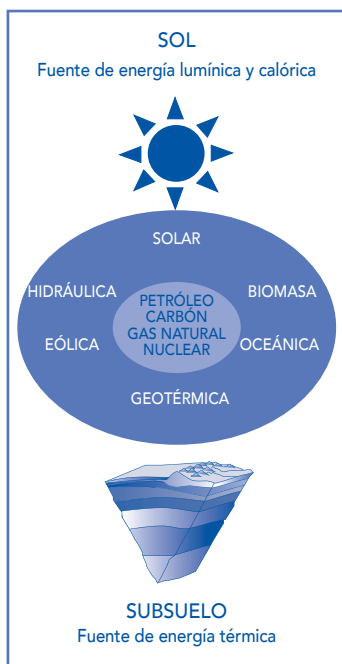 SOL
Fuente de energía lumínica y calórica
SOLAR
HIDRÁULICA
BIOMASA
PETRÓLEO
CARBÓN
GAS NATURAL
NUCLEAR
EÓLICA
OCEÁNICA
GEOTÉRMICA
SUBSUELO
Fuente de energía térmica